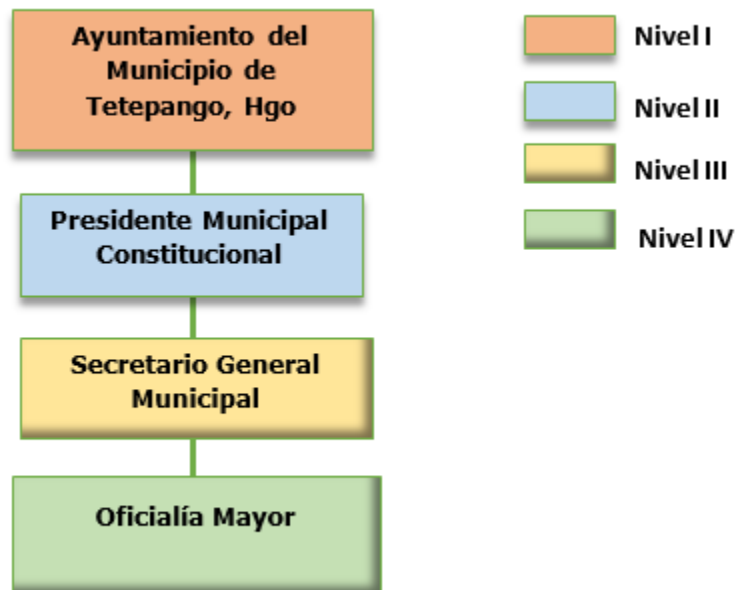 Ayuntamiento del
Municipio de
Tetepango, Hgo
Presidente Municipal
Constitucional
Secretario General
Municipal
Oficialía Mayor
Nivel I
Nivel II
Nivel III
Nivel IV